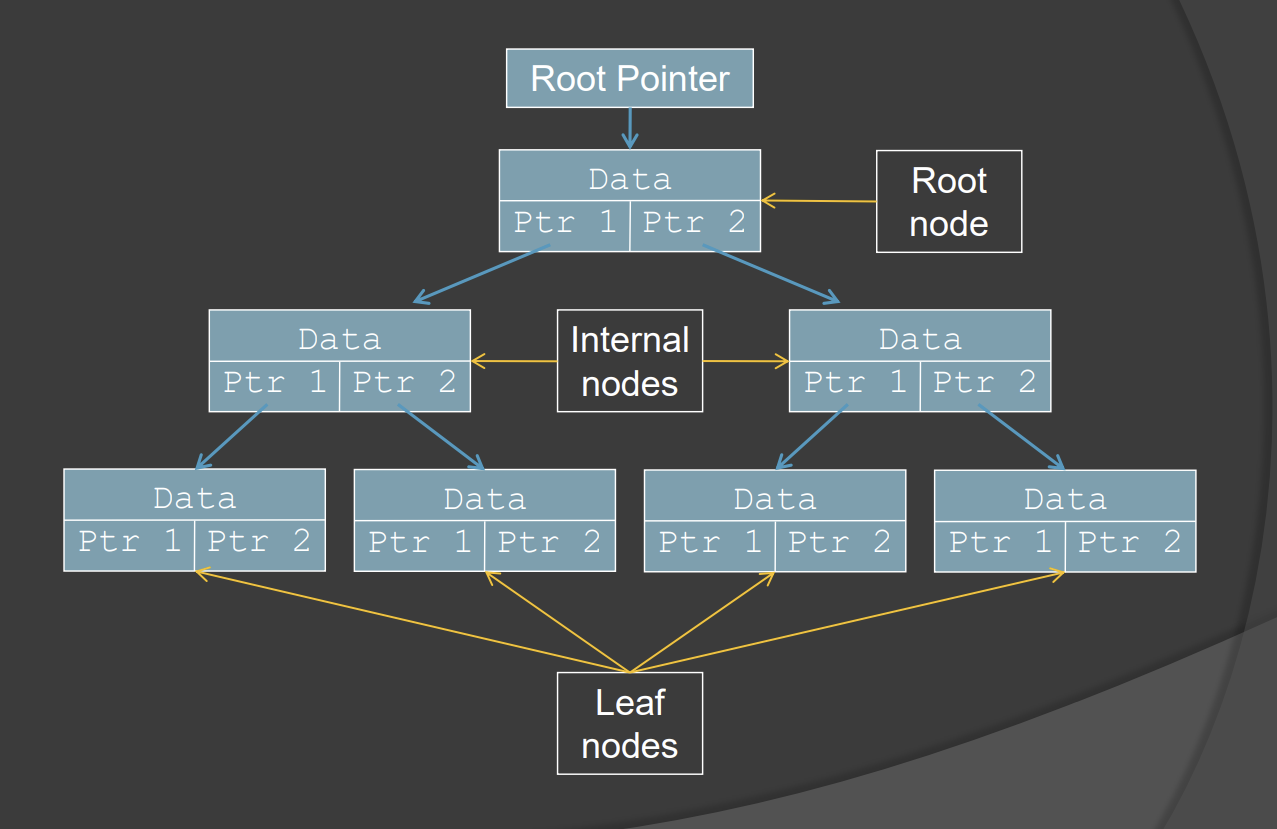 Root Pointer
Data
Ptr 1 Ptr 2
Root
node
Data
Ptr 1 Ptr 2
Internal
nodes
Data
Ptr 1 Ptr 2
Data
Ptr 1 Ptr 2
Data
Ptr 1 Ptr 2
Data
Ptr 1 Ptr 2
Data
Ptr 1 Ptr 2
Leaf
nodes